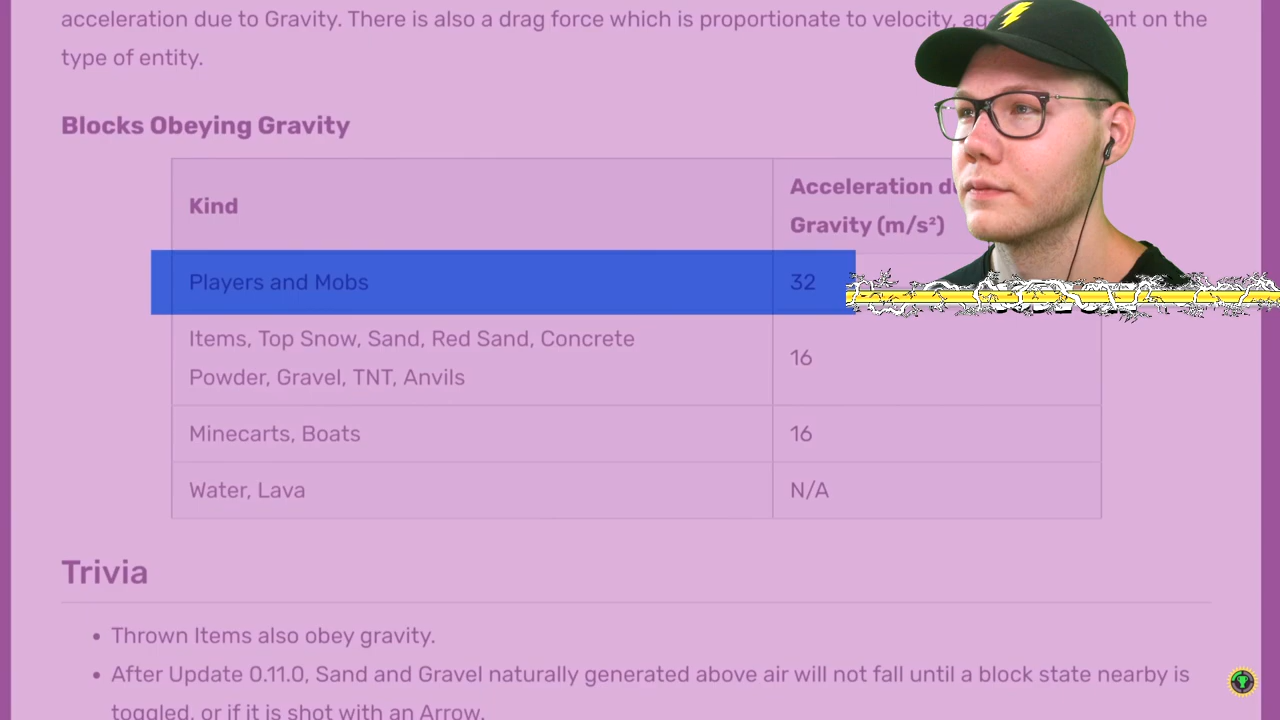 acceleration due to Gravity. There is also a drag force which is proportionate to velocity, on the
type of entity.
Blocks Obeying Gravity
Kind
Acceleration
Gravity (m/s²)
Players and Mobs
32
Items, Top Snow, Sand, Red Sand, Concrete
Powder, Gravel, TNT, Anvils
16
Minecarts, Boats
16
Water, Lava
N/A
Trivia
• Thrown Items also obey gravity.
• After Update 0.11.0, Sand and Gravel naturally generated above air will not fall until a block state nearby is
toggled, or if it is shot with an Arrow.